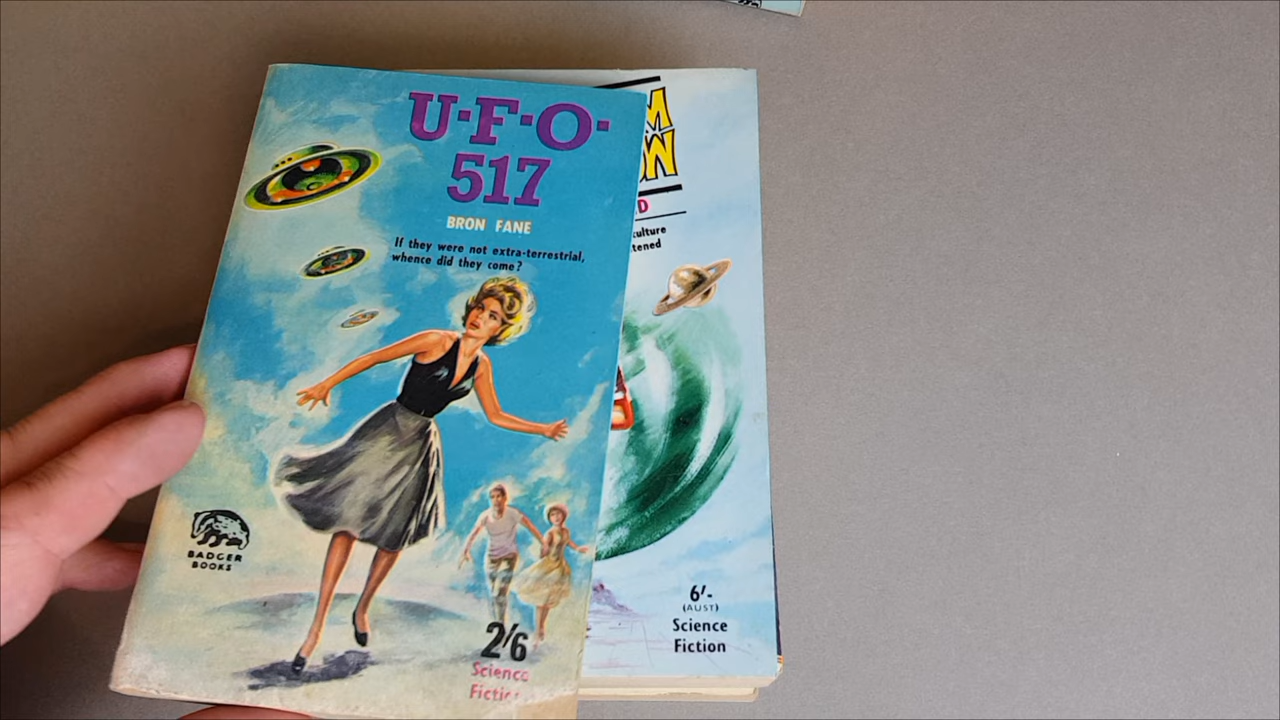 U·F·O·
517
BRON FANE
If they were not extra-terrestrial,
whence did they come?
BADGER
BOOKS
2/6
Science
Fiction
M
W
D
culture
tened
6'-
(AUST)
Science
Fiction